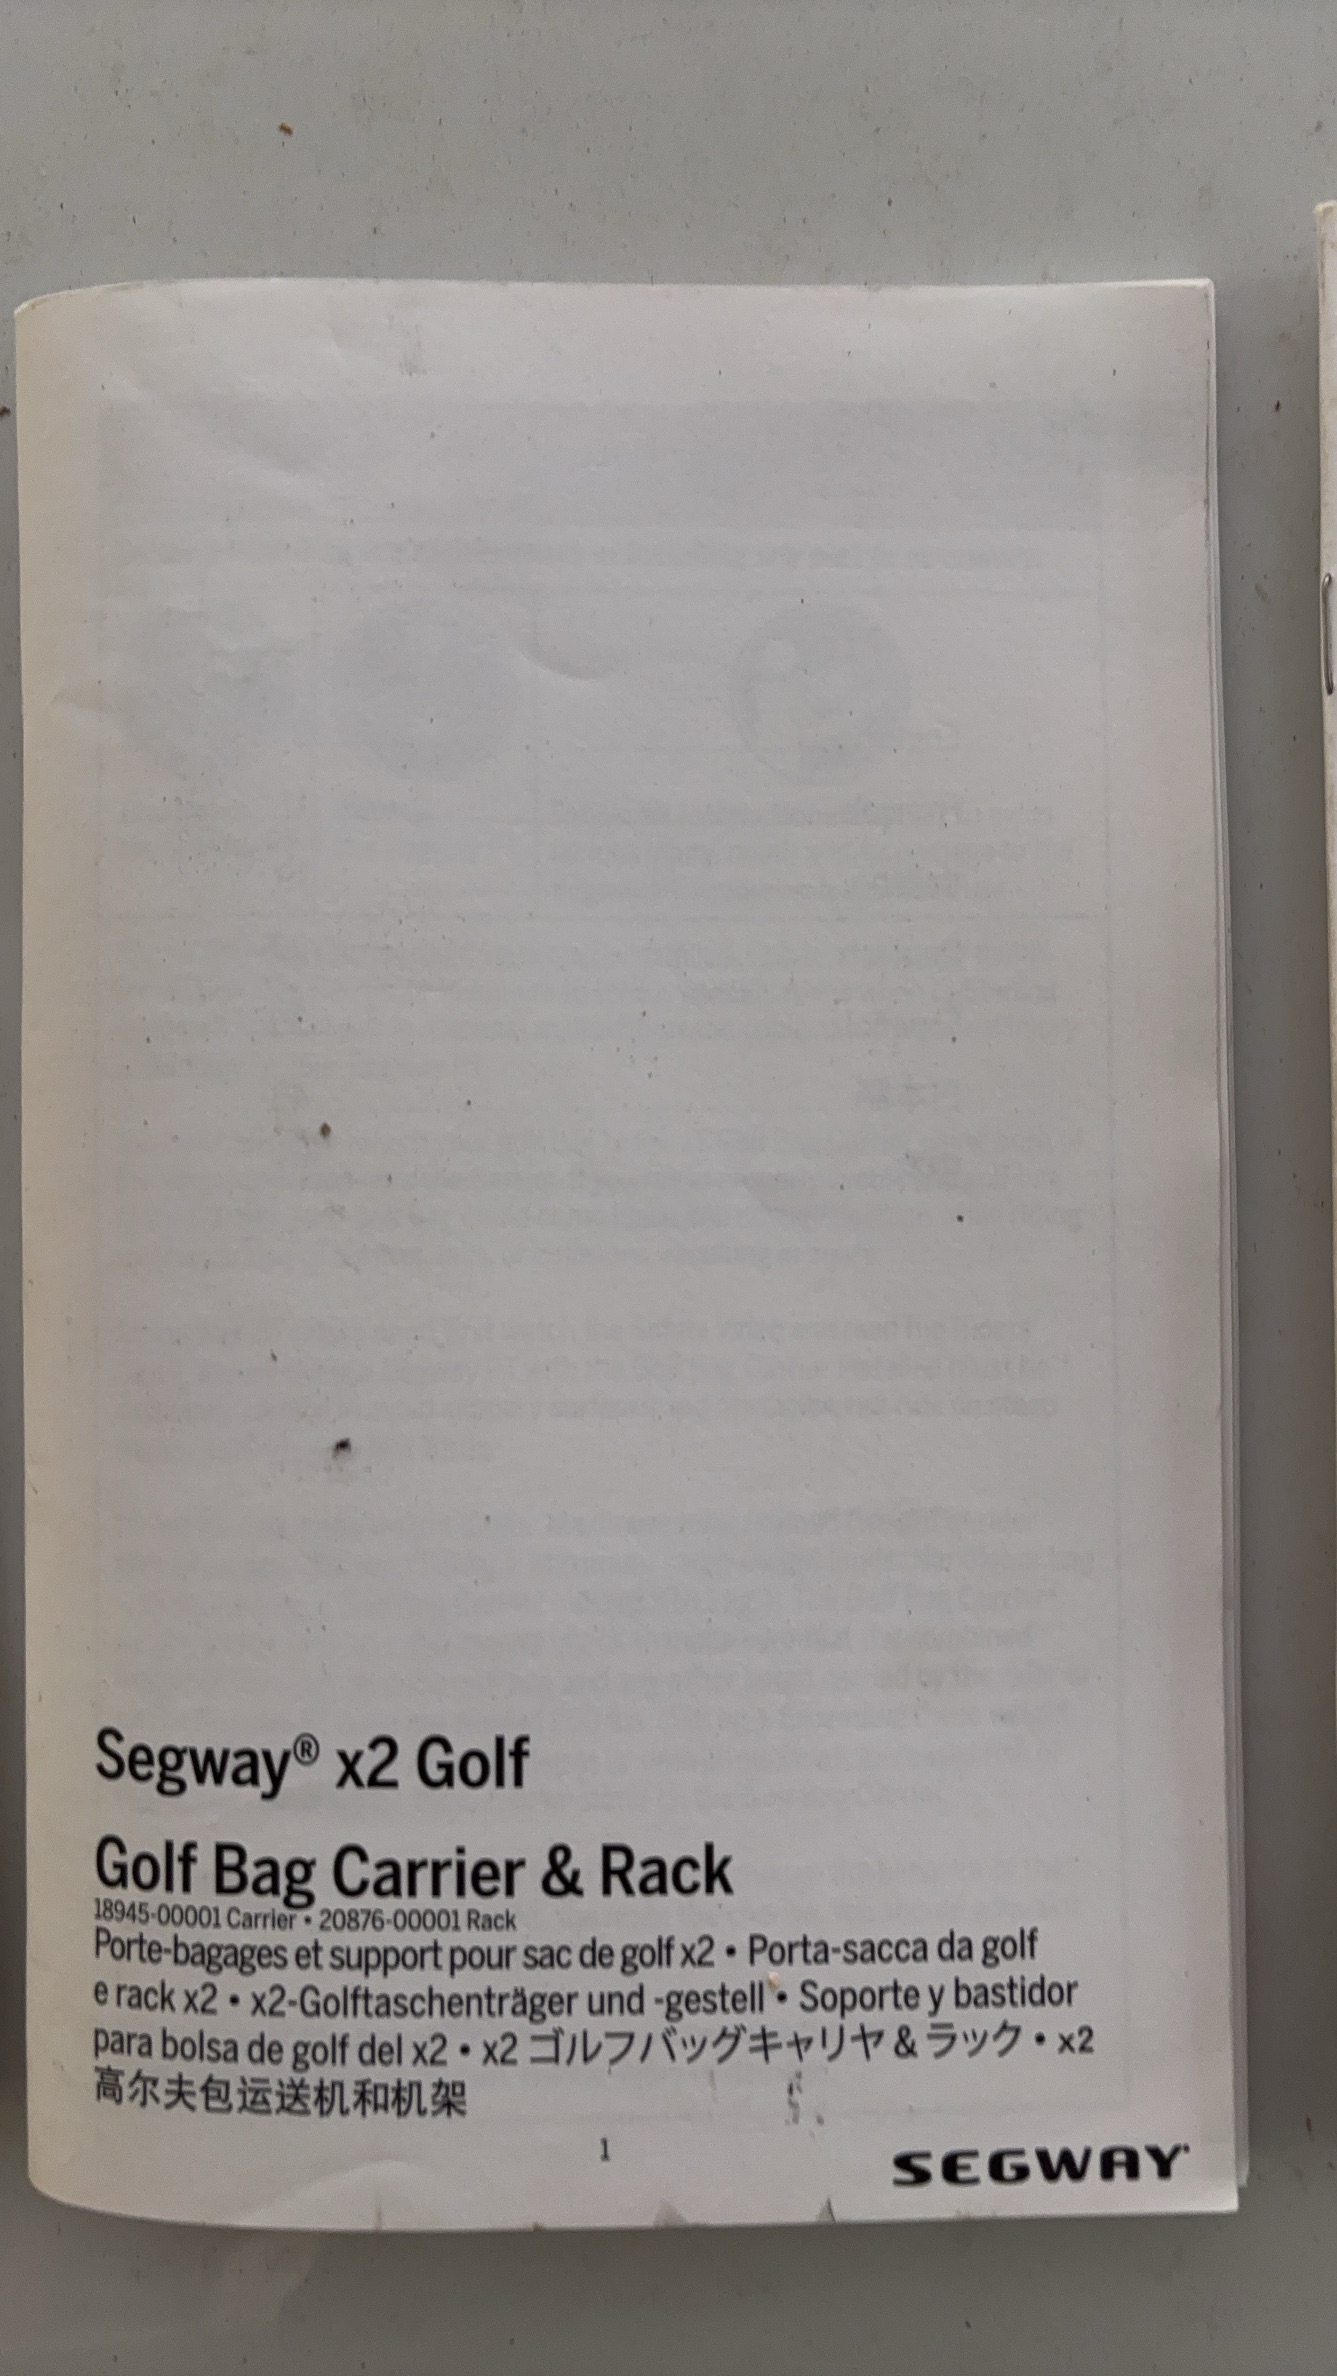 Segway® x2 Golf
Golf Bag Carrier & Rack
18945-00001 Carrier • 20876-00001 Rack
Porte-bagages et support pour sac de golf x2 • Porta-sacca da golf
e rack x2 • x2-Golftaschenträger und -gestell • Soporte y bastidor
para bolsa de golf del x2 • x2 ゴルフバッグキャリヤ & ラック • x2
高尔夫包运送机和机架
1
SEGWAY